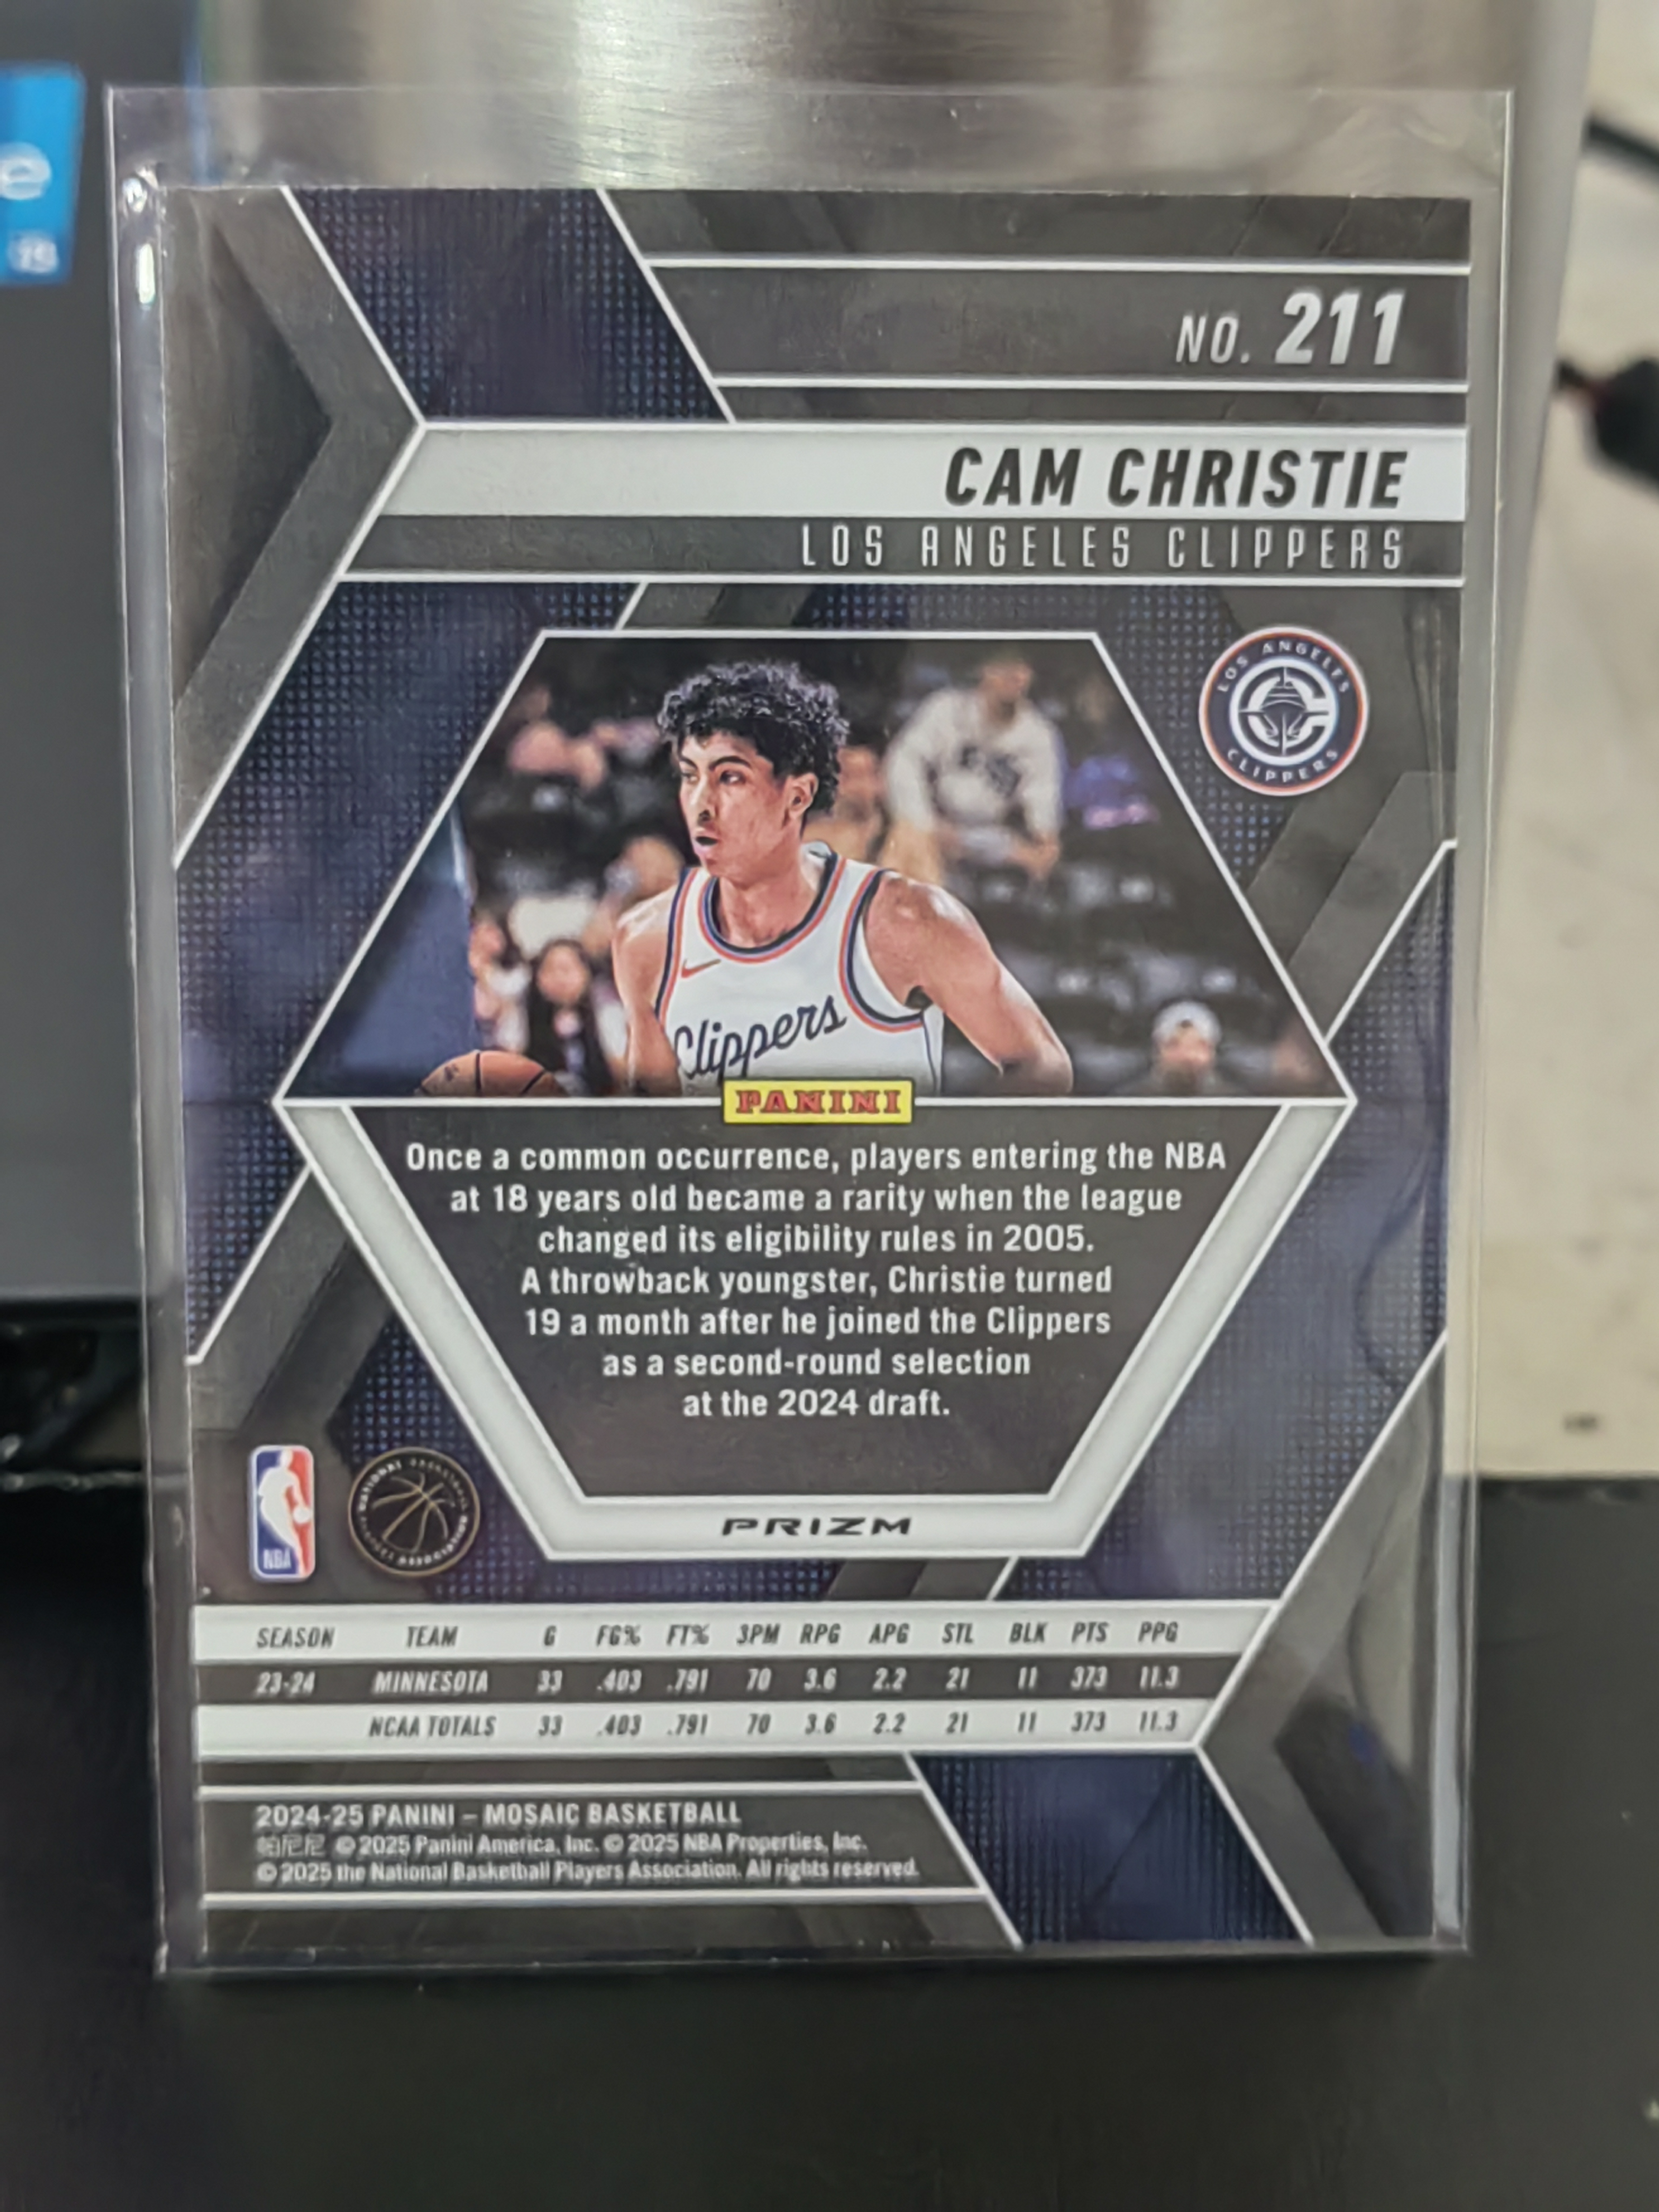 NO. 211
CAM CHRISTIE
LOS ANGELES CLIPPERS
LOS ANGELES
CLIPPERS
Clippers
PANINI
Once a common occurrence, players entering the NBA
at 18 years old became a rarity when the league
changed its eligibility rules in 2005.
A throwback youngster, Christie turned
19 a month after he joined the Clippers
as a second-round selection
at the 2024 draft.
NBA
PRIZM
SEASON TEAM G FG% FT% 3PM RPG APG STL BLK PTS PPG
23-24 MINNESOTA 33 .403 .791 70 3.6 2.2 21 11 373 11.3
NCAA TOTALS 33 .403 .791 70 3.6 2.2 21 11 373 11.3
2024-25 PANINI – MOSAIC BASKETBALL
帕尼尼 © 2025 Panini America, Inc. © 2025 NBA Properties, Inc.
© 2025 the National Basketball Players Association. All rights reserved.